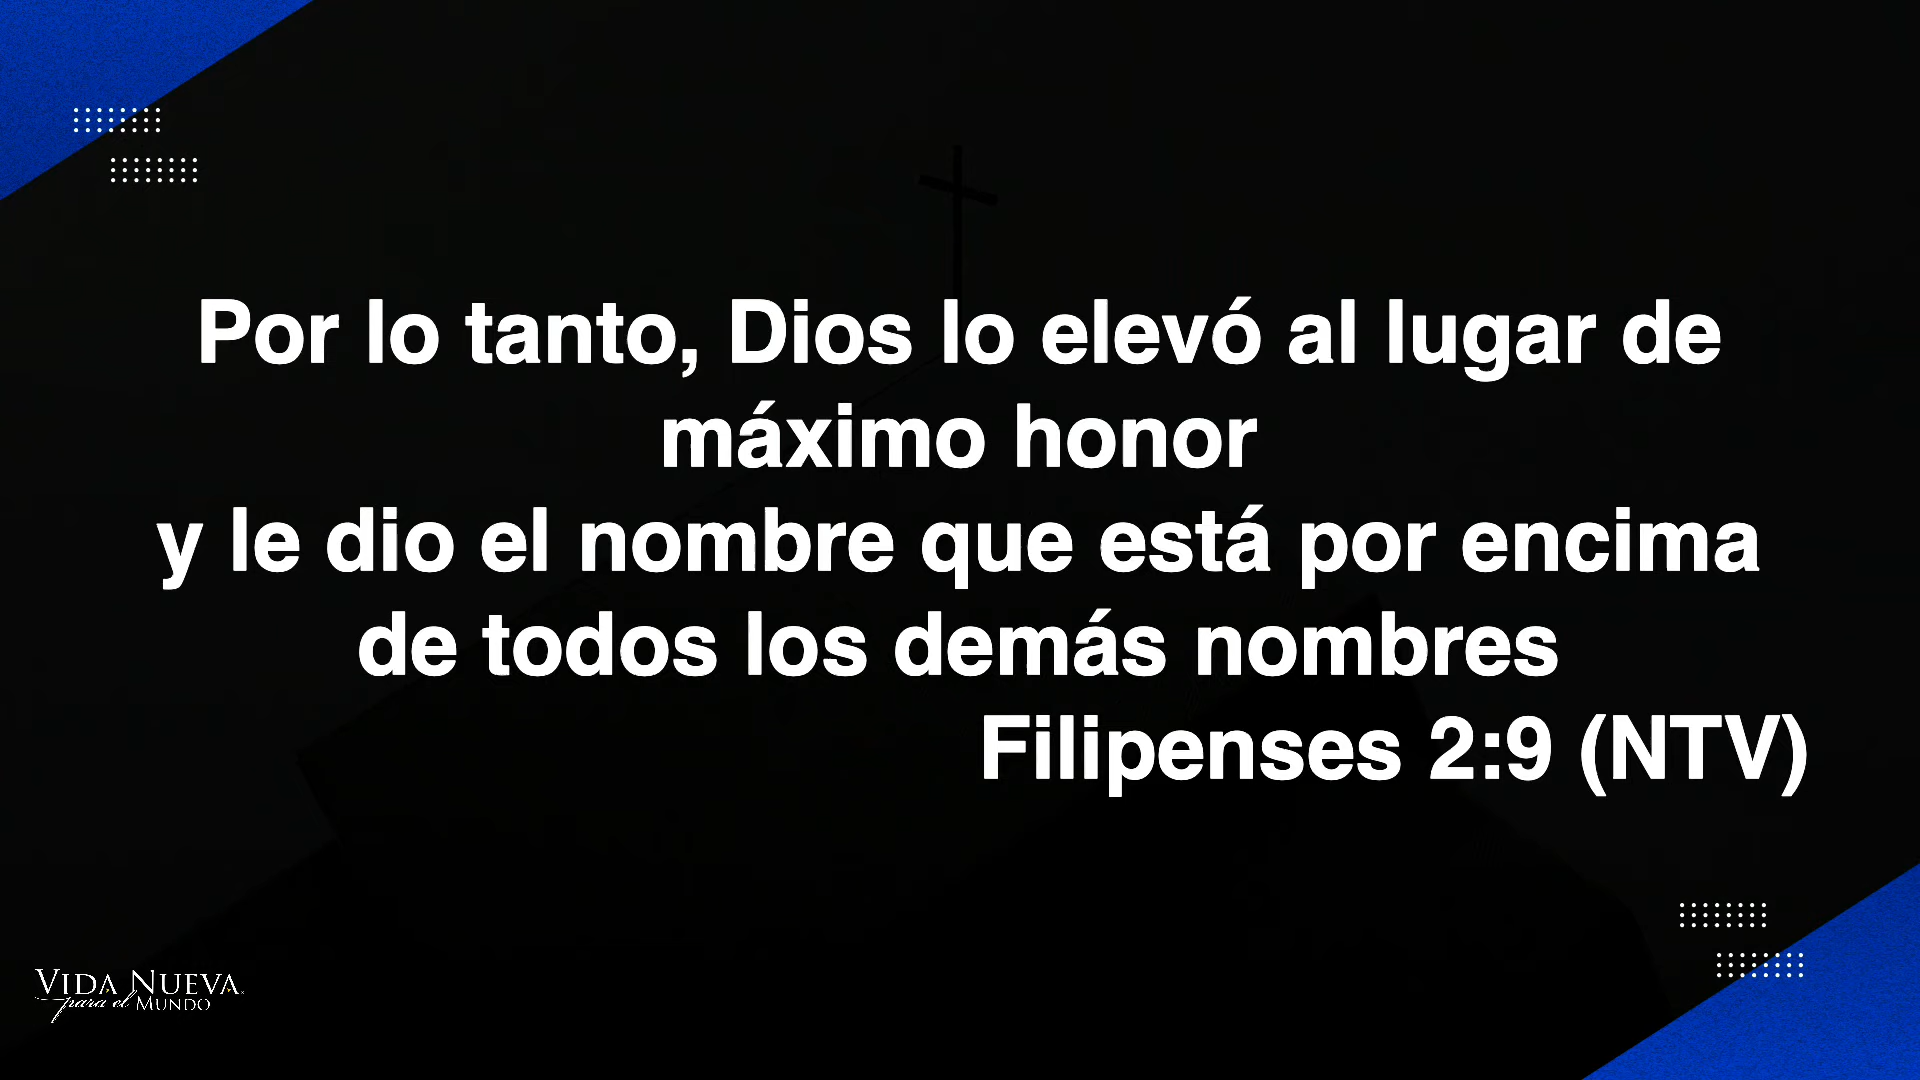 Por lo tanto, Dios lo elevó al lugar de
máximo honor
y le dio el nombre que está por encima
de todos los demás nombres
Filipenses 2:9 (NTV)
VIDA NUEVA
para el MUNDO